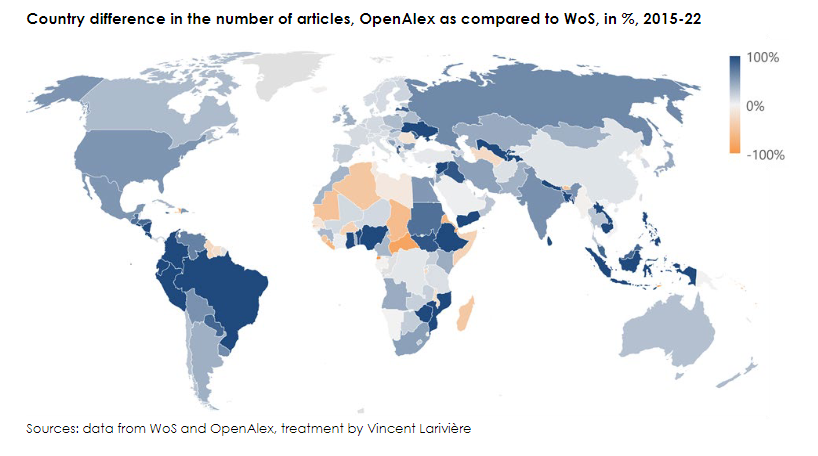 Country difference in the number of articles, OpenAlex as compared to WoS, in %, 2015-22
100%
0%
-100%
Sources: data from WoS and OpenAlex, treatment by Vincent Larivière